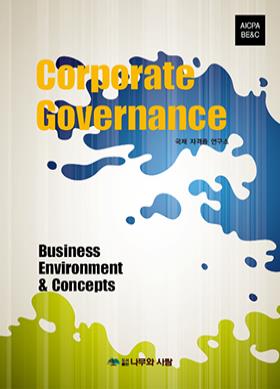 AICPA
BE&C
Corporate
Governance
국제 자격증 연구소
Business
Environment
& Concepts
나무와 사람